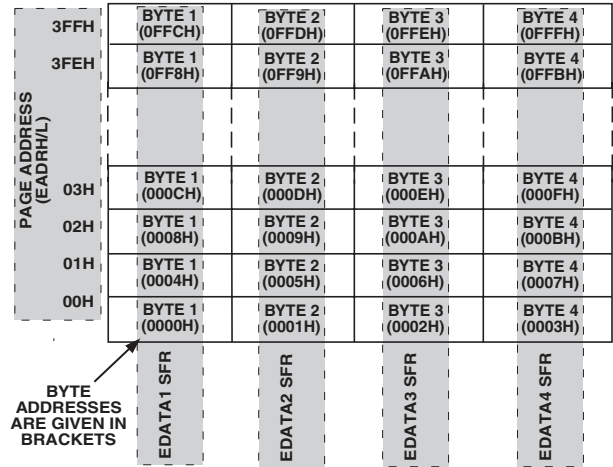 3FFH
BYTE 1 BYTE 2 BYTE 3 BYTE 4
(0FFCH) (0FFDH) (0FFEH) (0FFFH)
3FEH
BYTE 1 BYTE 2 BYTE 3 BYTE 4
(0FF8H) (0FF9H) (0FFAH) (0FFBH)
PAGE ADDRESS
(EADRH/L)
03H
BYTE 1 BYTE 2 BYTE 3 BYTE 4
(000CH) (000DH) (000EH) (000FH)
02H
BYTE 1 BYTE 2 BYTE 3 BYTE 4
(0008H) (0009H) (000AH) (000BH)
01H
BYTE 1 BYTE 2 BYTE 3 BYTE 4
(0004H) (0005H) (0006H) (0007H)
00H
BYTE 1 BYTE 2 BYTE 3 BYTE 4
(0000H) (0001H) (0002H) (0003H)
BYTE
ADDRESSES
ARE GIVEN IN
BRACKETS
EDATA1 SFR
EDATA2 SFR
EDATA3 SFR
EDATA4 SFR